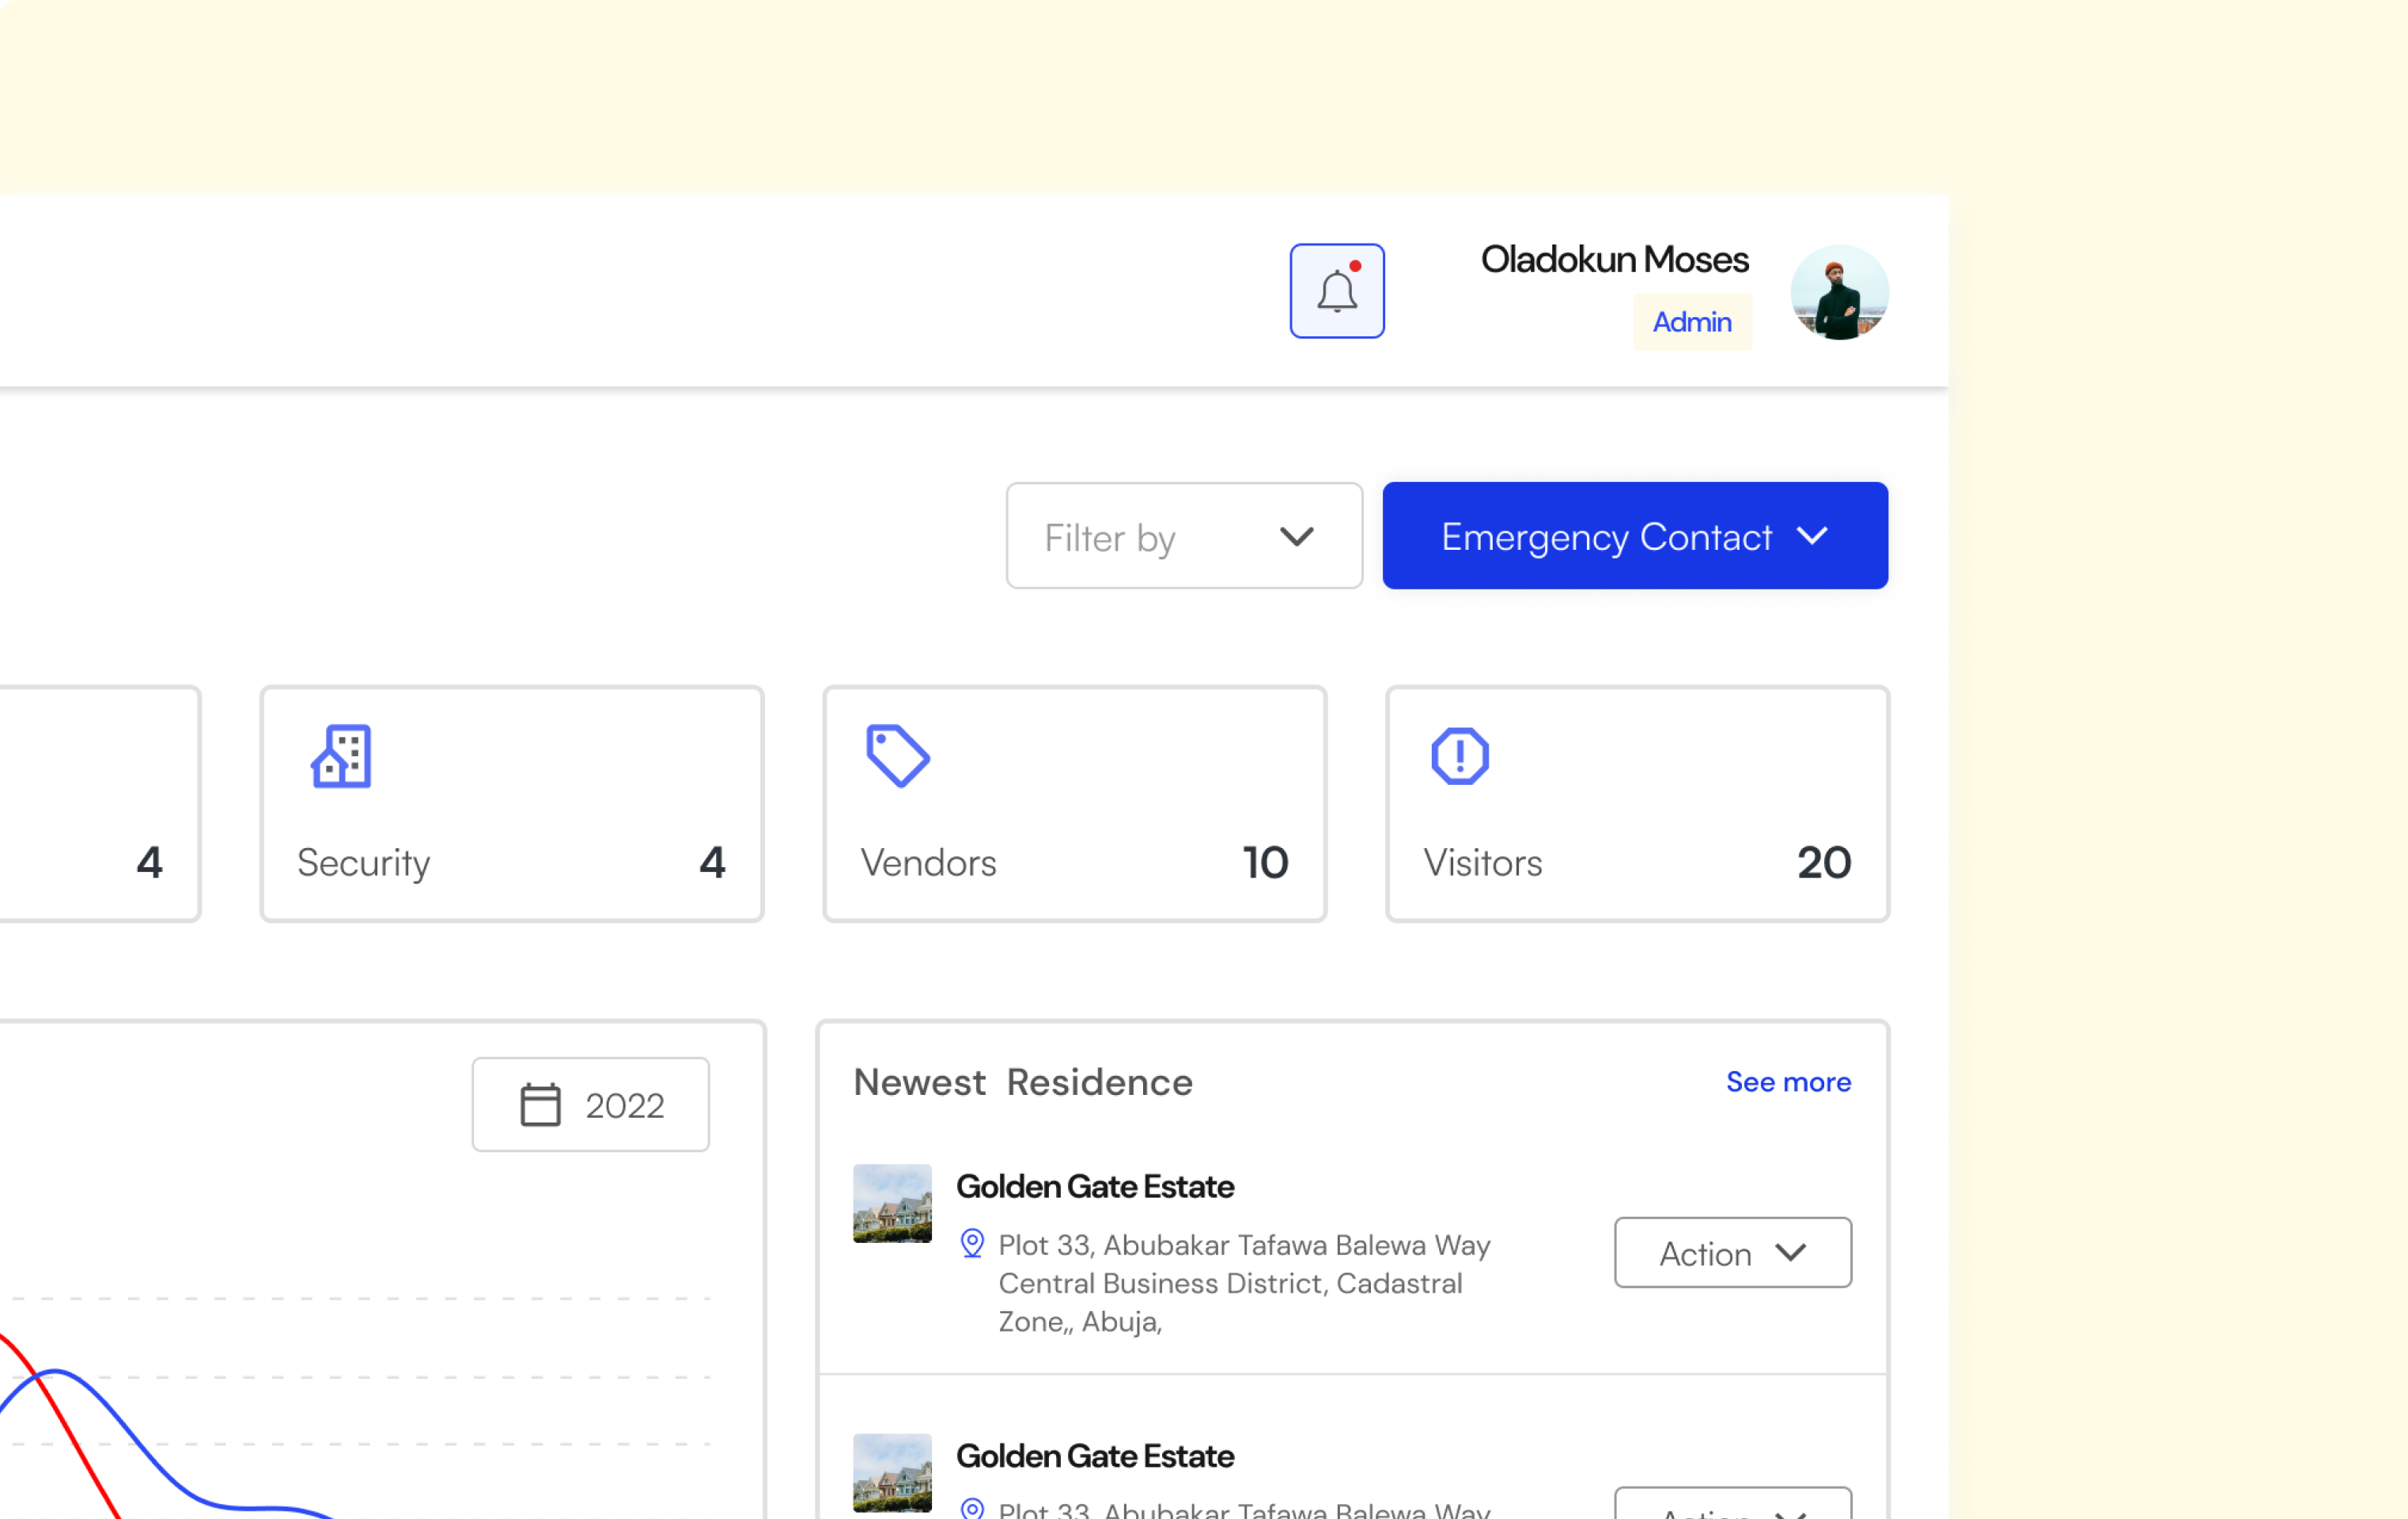 Oladokun Moses
Admin
Filter by
Emergency Contact
4
Security 4
Vendors 10
Visitors 20
2022
Newest Residence
See more
Golden Gate Estate
Plot 33, Abubakar Tafawa Balewa Way
Central Business District, Cadastral
Zone,, Abuja,
Action
Golden Gate Estate
Plot 33, Abubakar Tafawa Balewa Way
Action